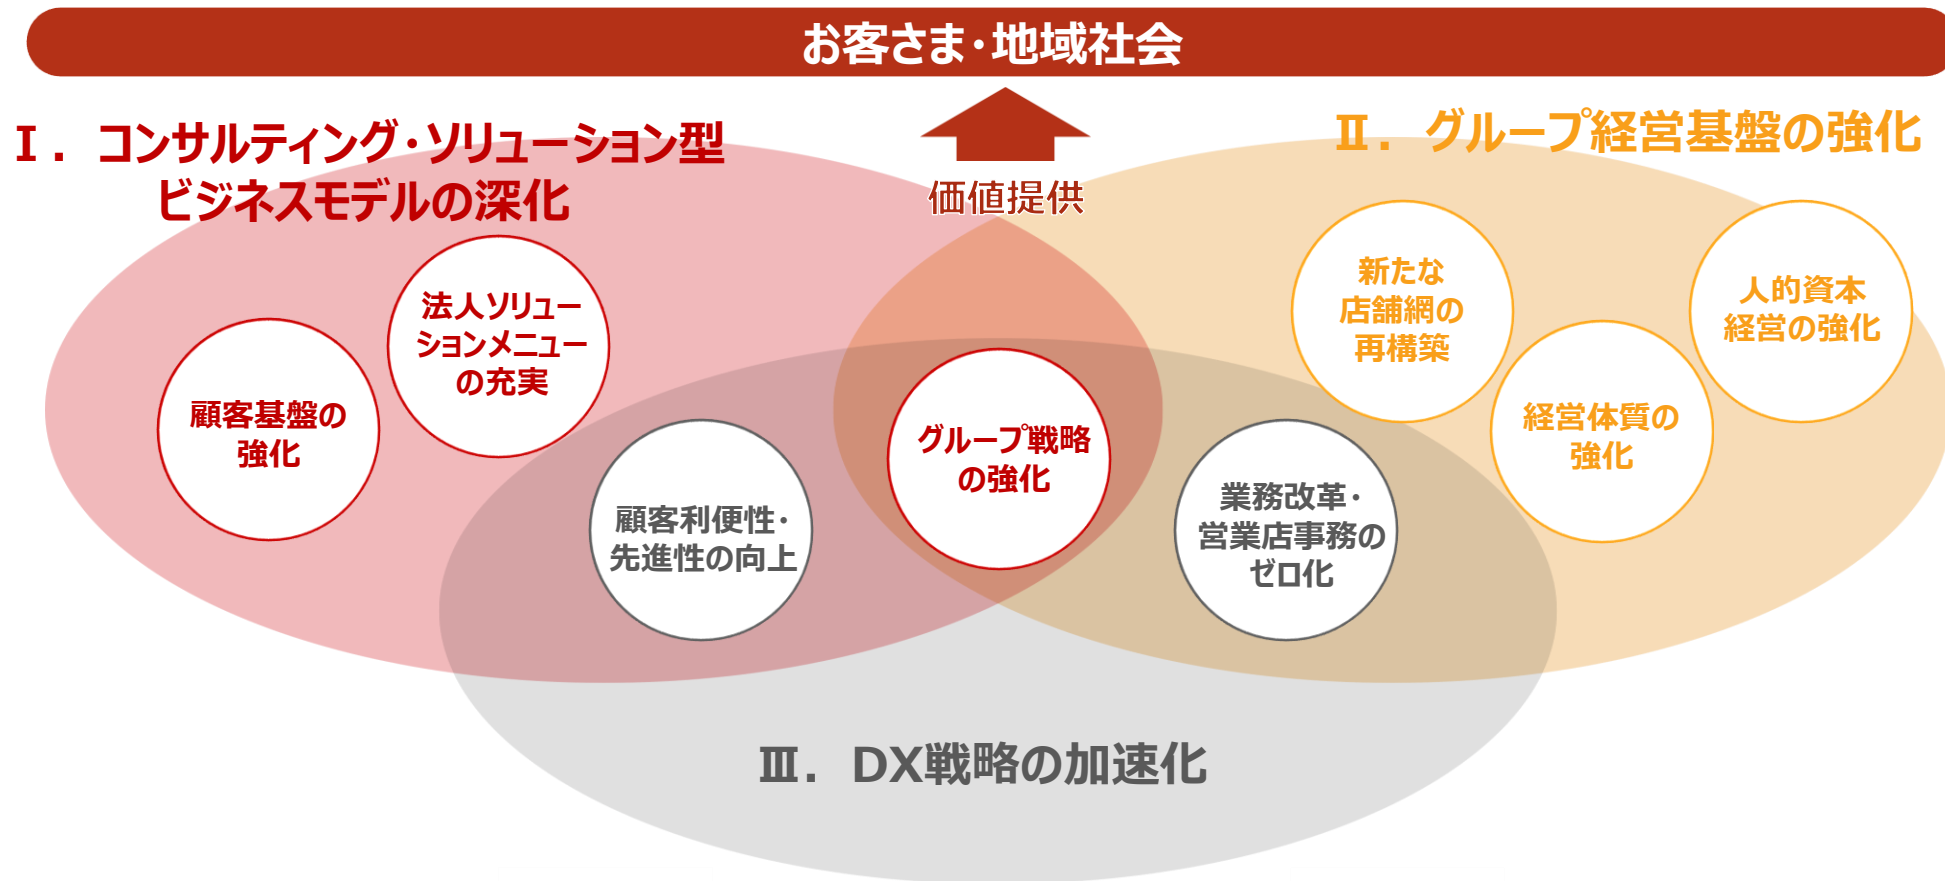 お客さま・地域社会
Ⅰ．コンサルティング・ソリューション型
ビジネスモデルの深化
価値提供
Ⅱ．グループ経営基盤の強化
顧客基盤の
強化
法人ソリュー
ションメニュー
の充実
顧客利便性・
先進性の向上
グループ戦略
の強化
業務改革・
営業店事務の
ゼロ化
新たな
店舗網の
再構築
経営体質の
強化
人的資本
経営の強化
Ⅲ．DX戦略の加速化